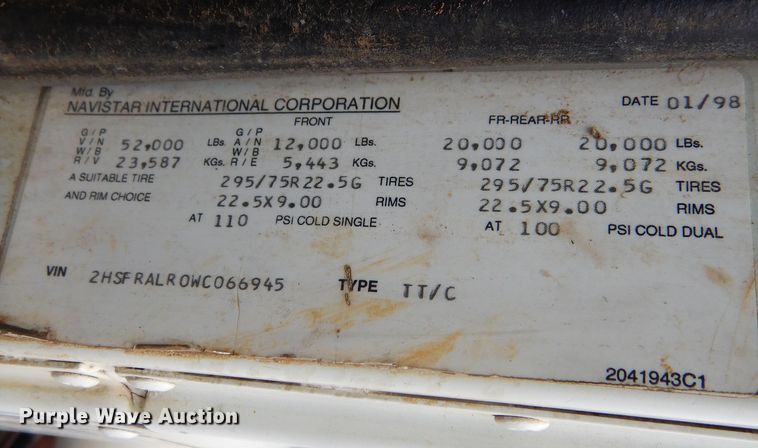 Mfd. By
NAVISTAR INTERNATIONAL CORPORATION DATE 01/98
FRONT FR-REAR-RR
G/P V/N W/B R/V 52,000 LBs. G/P A/N W/B R/E 12,000 LBs. 20,000 20,000 LBs.
23,587 KGs. 5,443 KGs. 9,072 9,072 KGs.
A SUITABLE TIRE 295/75R22.5G TIRES 295/75R22.5G TIRES
AND RIM CHOICE 22.5X9.00 RIMS 22.5X9.00 RIMS
AT 110 PSI COLD SINGLE AT 100 PSI COLD DUAL
VIN 2HSFRALR0WC066945 TYPE TT/C
2041943C1
Purple Wave Auction